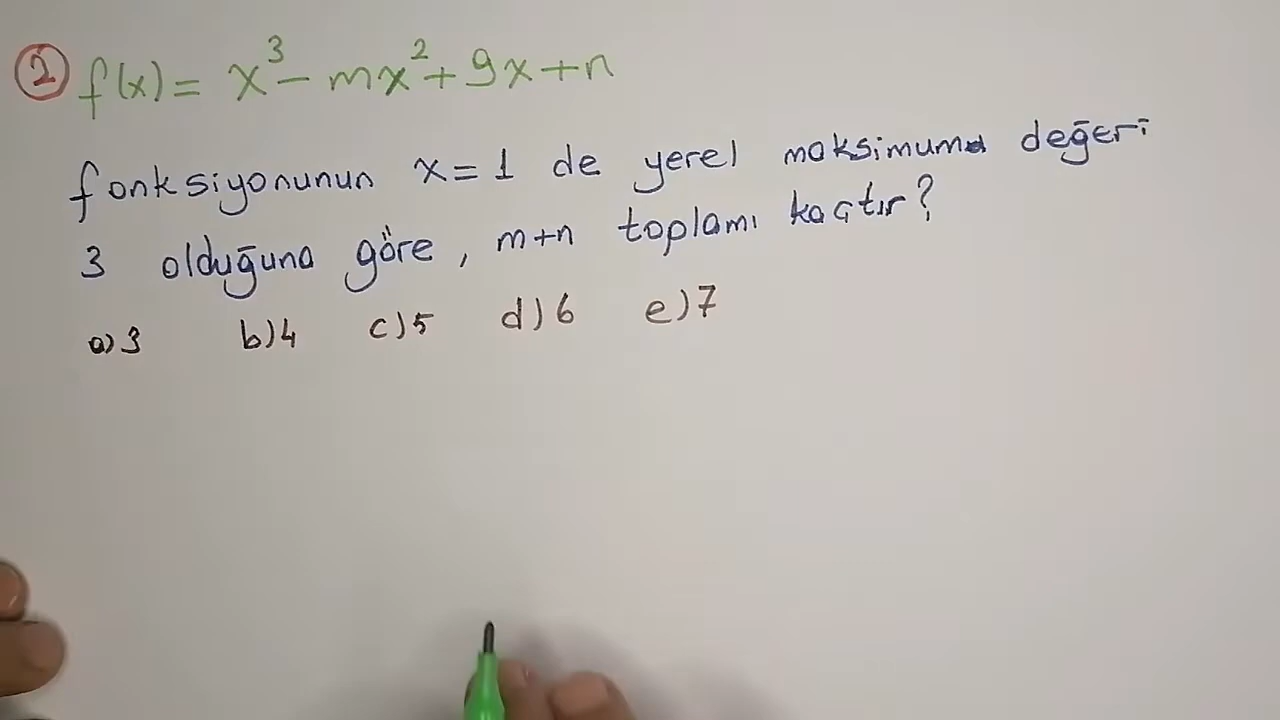 2 f(x) = x³ - mx² + 9x + n
fonksiyonunun x = 1 de yerel maksimum değeri
3 olduğuna göre, m+n toplamı kaçtır?
a) 3 b) 4 c) 5 d) 6 e) 7